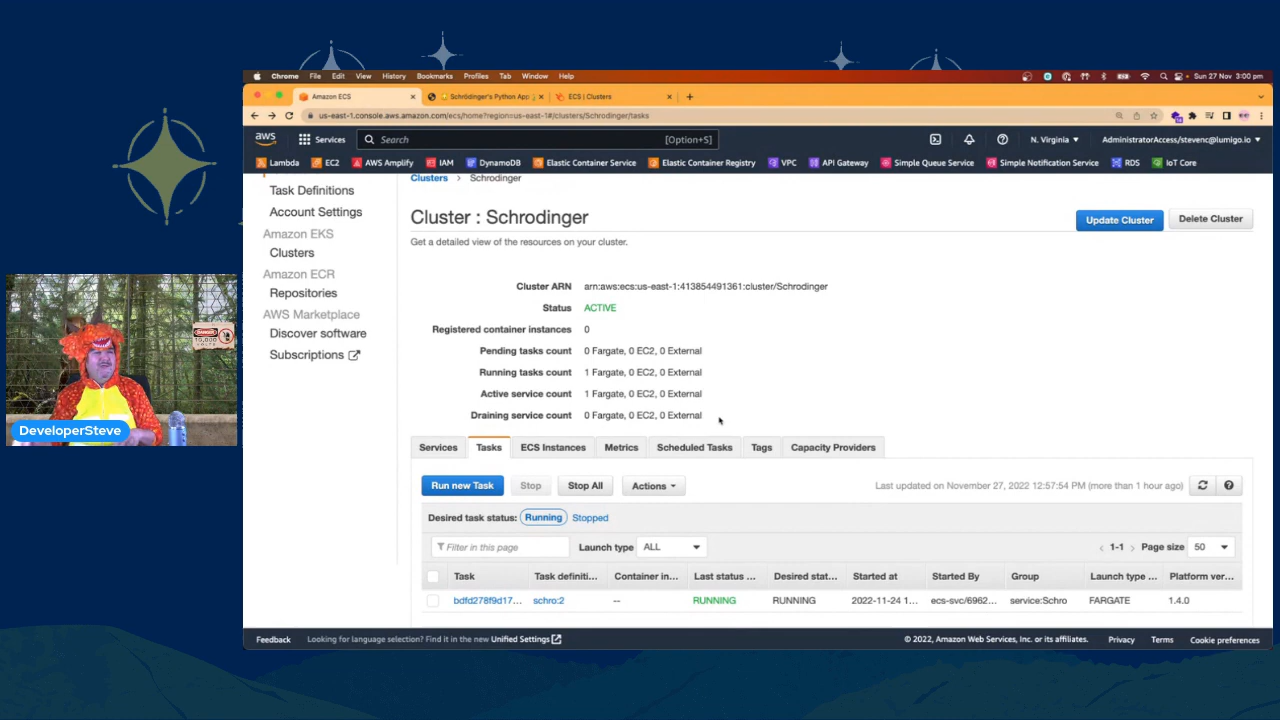 Chrome File Edit View History Bookmarks Profiles Tab Window Help
Sun 27 Nov 3:00 pm
Amazon ECS
Schrödinger's Python App
ECS | Clusters
us-east-1.console.aws.amazon.com/ecs/home?region=us-east-1#/clusters/Schrodinger/tasks
aws Services Search [Option+S] N. Virginia AdministratorAccess/stevenc@lumigo.io
Lambda EC2 AWS Amplify IAM DynamoDB Elastic Container Service Elastic Container Registry VPC API Gateway Simple Queue Service Simple Notification Service RDS IoT Core
Task Definitions
Account Settings
Amazon EKS
Clusters
Amazon ECR
Repositories
AWS Marketplace
Discover software
Subscriptions
Clusters > Schrodinger
Cluster : Schrodinger
Update Cluster Delete Cluster
Get a detailed view of the resources on your cluster.
Cluster ARN arn:aws:ecs:us-east-1:413854491361:cluster/Schrodinger
Status ACTIVE
Registered container instances 0
Pending tasks count 0 Fargate, 0 EC2, 0 External
Running tasks count 1 Fargate, 0 EC2, 0 External
Active service count 1 Fargate, 0 EC2, 0 External
Draining service count 0 Fargate, 0 EC2, 0 External
Services Tasks ECS Instances Metrics Scheduled Tasks Tags Capacity Providers
Run new Task Stop Stop All Actions
Last updated on November 27, 2022 12:57:54 PM (more than 1 hour ago)
Desired task status: Running Stopped
Filter in this page Launch type ALL
< 1-1 > Page size 50
Task Task definiti... Container in... Last status ... Desired stat... Started at Started By Group Launch type ... Platform ver...
bdfd278f9d17... schro:2 -- RUNNING RUNNING 2022-11-24 1... ecs-svc/6962... service:Schro FARGATE 1.4.0
Feedback Looking for language selection? Find it in the new Unified Settings
© 2022, Amazon Web Services, Inc. or its affiliates. Privacy Terms Cookie preferences
DANGER
10,000
VOLTS
DeveloperSteve